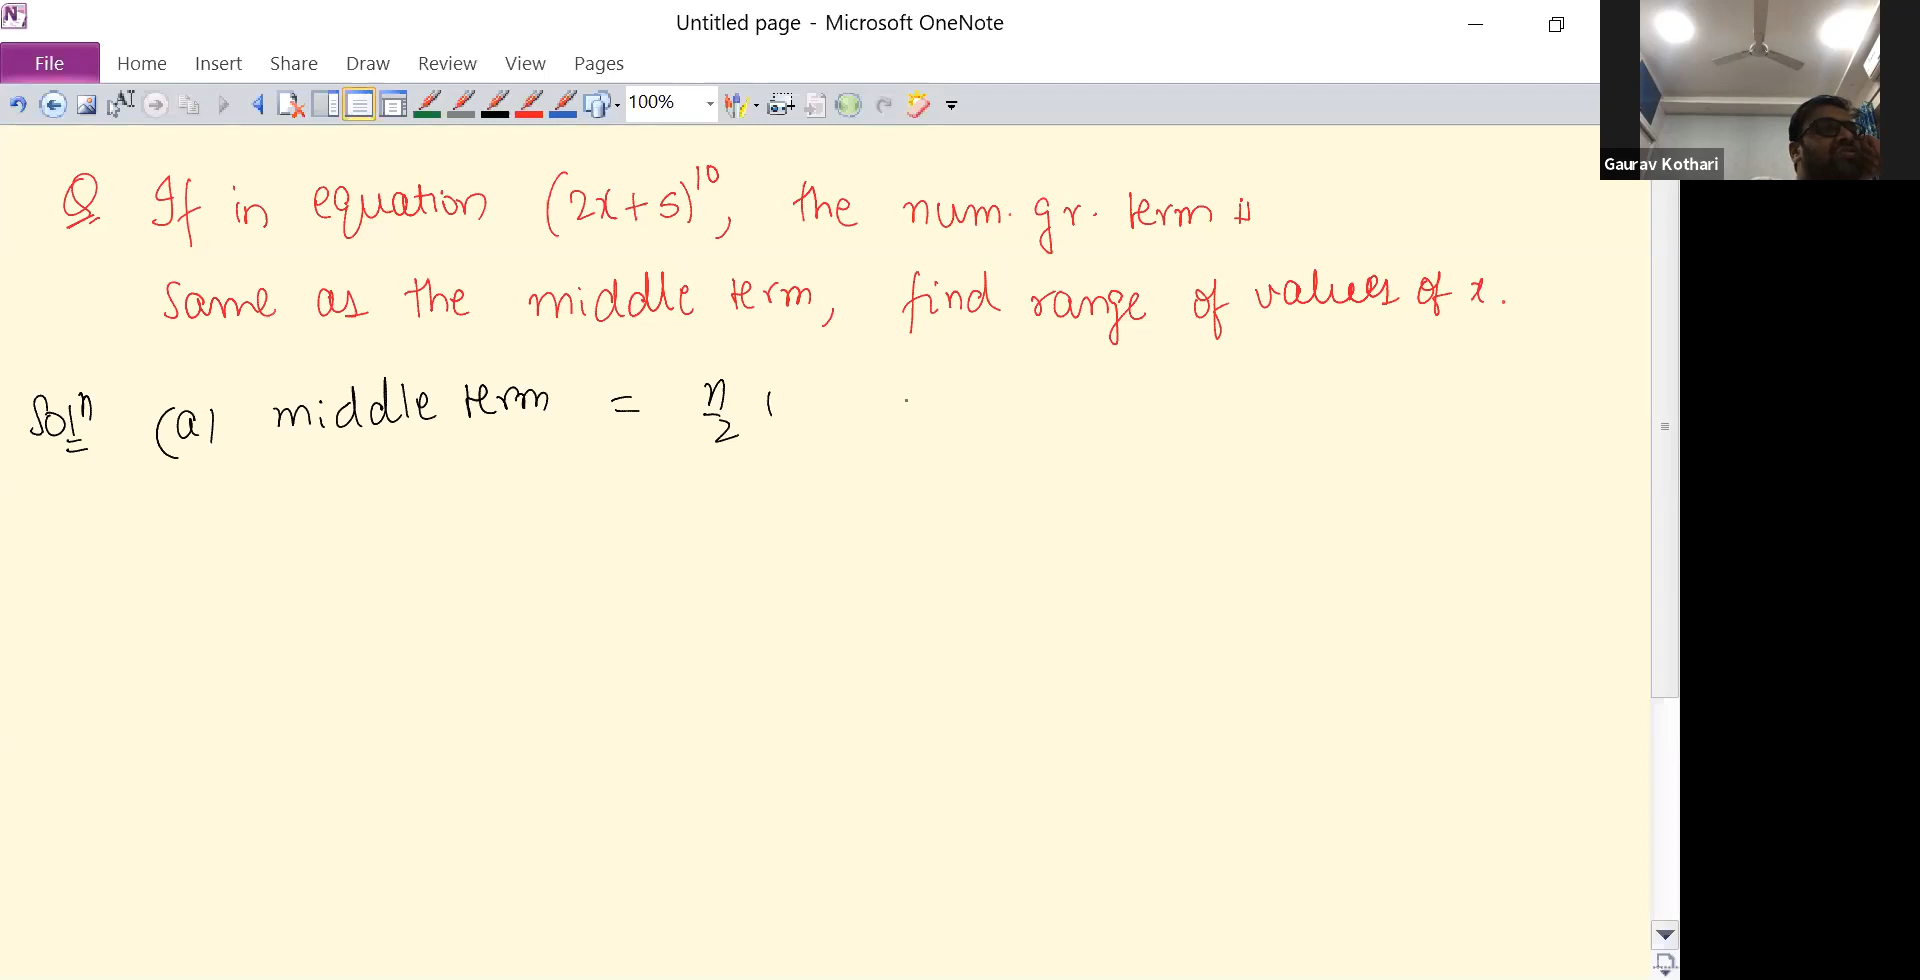 Untitled page - Microsoft OneNote
File Home Insert Share Draw Review View Pages
100%
Gaurav Kothari
Q If in equation (2x+5)^10, the num. gr. term is
same as the middle term, find range of values of x.
Solⁿ (a) middle term = n/2